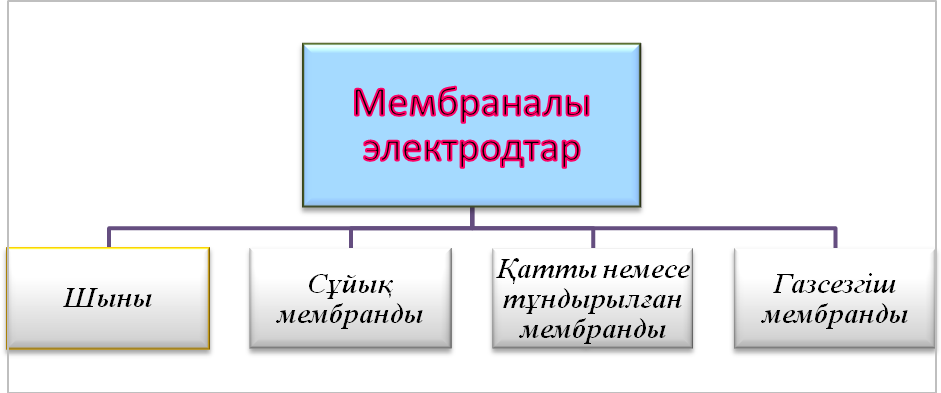 Мембраналы
электродтар
Шыны
Сұйық
мембранды
Қатты немесе
тұндырылған
мембранды
Газсезгіш
мембранды